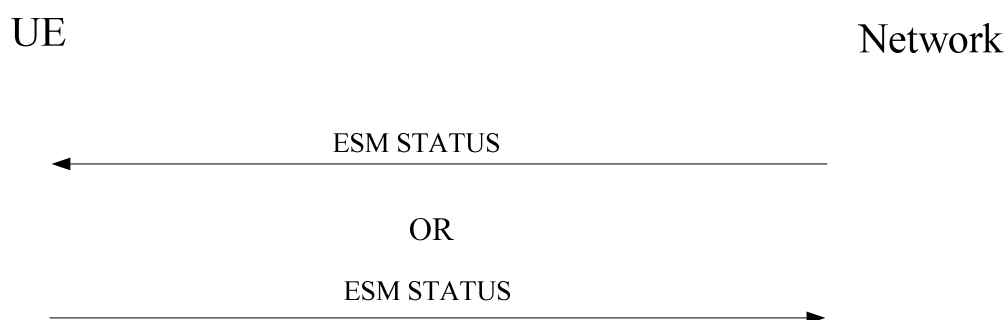 UE
Network
ESM STATUS
OR
ESM STATUS